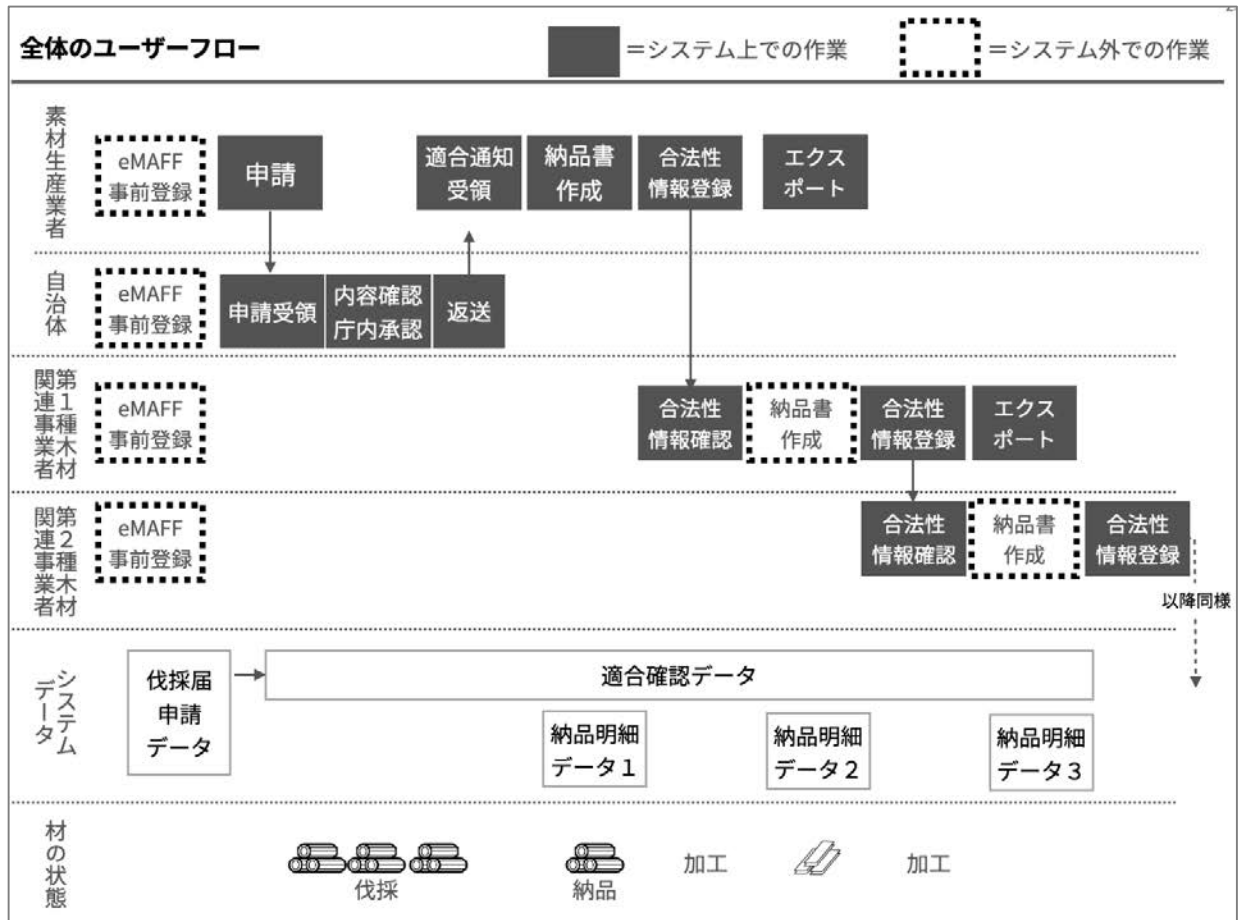 全体のユーザーフロー
=システム上での作業
=システム外での作業
素材生産業者
eMAFF
事前登録
申請
適合通知
受領
納品書
作成
合法性
情報登録
エクス
ポート
自治体
eMAFF
事前登録
申請受領
内容確認
庁内承認
返送
第1種木材
関連事業者
eMAFF
事前登録
合法性
情報確認
納品書
作成
合法性
情報登録
エクス
ポート
第2種木材
関連事業者
eMAFF
事前登録
合法性
情報確認
納品書
作成
合法性
情報登録
以降同様
システム
データ
伐採届
申請
データ
適合確認データ
納品明細
データ1
納品明細
データ2
納品明細
データ3
材の状態
伐採
納品
加工
加工